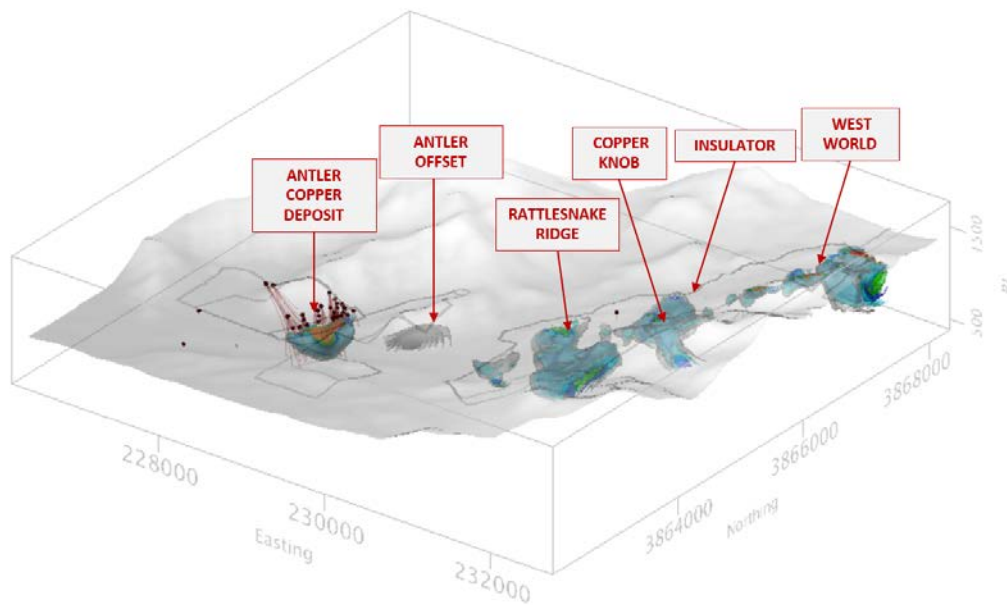 ANTLER
COPPER
DEPOSIT
ANTLER
OFFSET
RATTLESNAKE
RIDGE
COPPER
KNOB
INSULATOR
WEST
WORLD
1500
500
3868000
3866000
3864000
Northing
228000
230000
232000
Easting